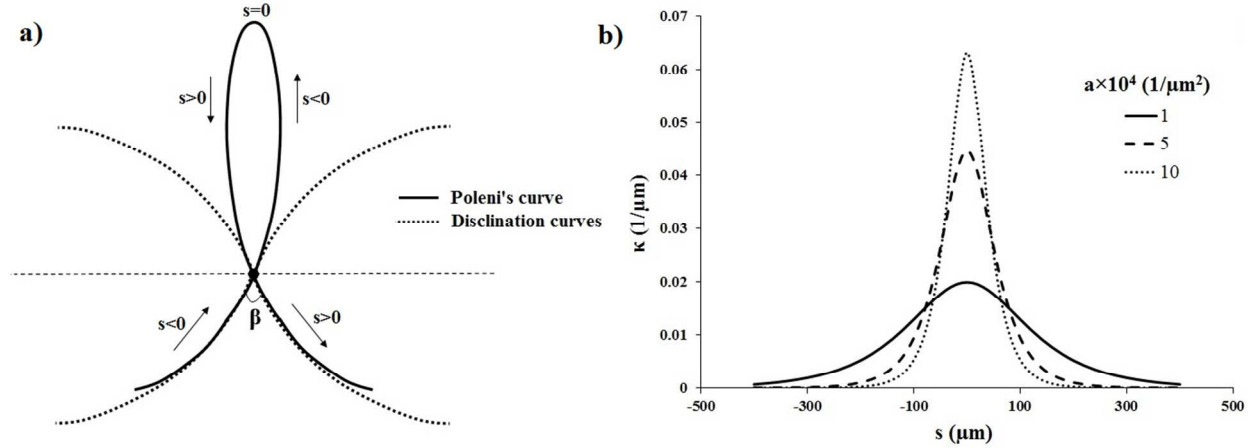 a)
s=0
s>0
s<0
Poleni's curve
Disclination curves
s<0
β
s>0
b)
0.07
0.06
0.05
0.04
0.03
0.02
0.01
0
κ (1/μm)
a×10⁴ (1/μm²)
1
5
10
-500
-300
-100
100
300
500
s (μm)